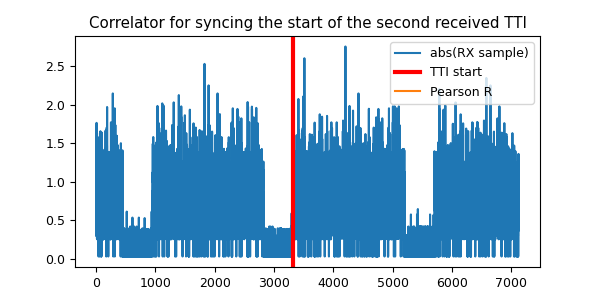 Correlator for syncing the start of the second received TTI
abs(RX sample)
TTI start
Pearson R
2.5
2.0
1.5
1.0
0.5
0.0
0 1000 2000 3000 4000 5000 6000 7000